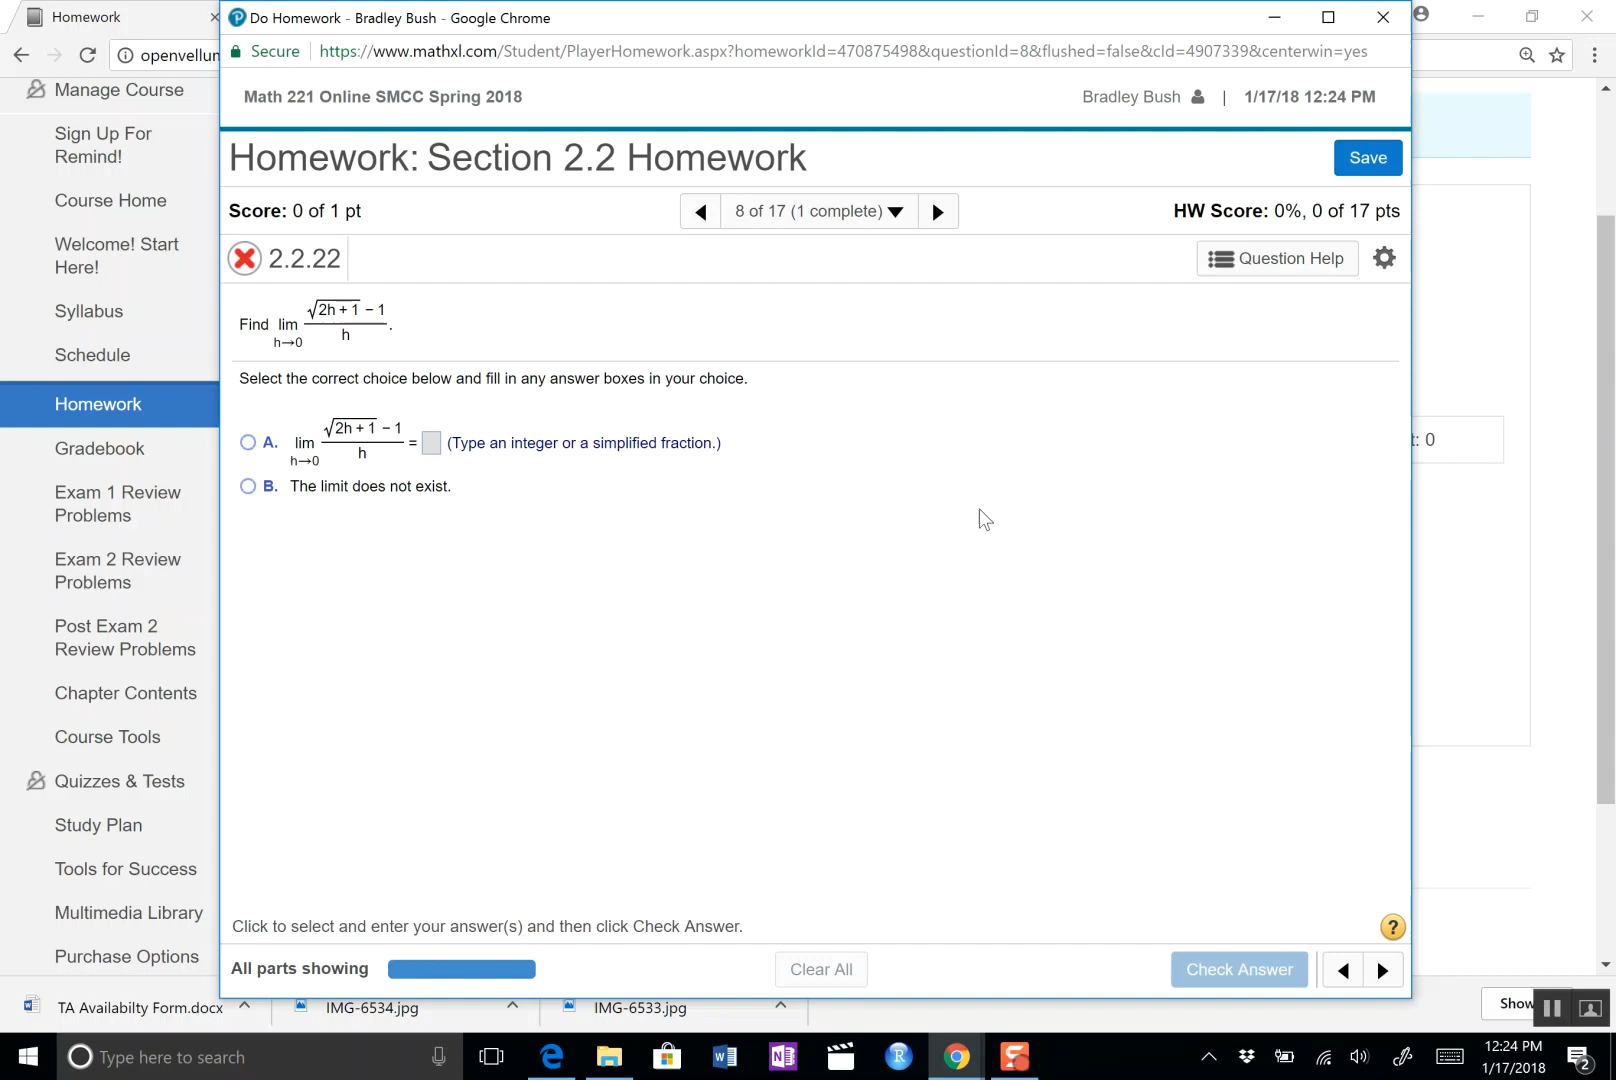 Homework
Do Homework - Bradley Bush - Google Chrome
openvellun
Secure
https://www.mathxl.com/Student/PlayerHomework.aspx?homeworkId=470875498&questionId=8&flushed=false&cId=4907339&centerwin=yes
Manage Course
Sign Up For
Remind!
Course Home
Welcome! Start
Here!
Syllabus
Schedule
Homework
Gradebook
Exam 1 Review
Problems
Exam 2 Review
Problems
Post Exam 2
Review Problems
Chapter Contents
Course Tools
Quizzes & Tests
Study Plan
Tools for Success
Multimedia Library
Purchase Options
Math 221 Online SMCC Spring 2018
Bradley Bush | 1/17/18 12:24 PM
Homework: Section 2.2 Homework
Save
Score: 0 of 1 pt
8 of 17 (1 complete)
HW Score: 0%, 0 of 17 pts
2.2.22
Question Help
√2h + 1 − 1
Find lim
h
.
h→0
Select the correct choice below and fill in any answer boxes in your choice.
√2h + 1 − 1
A. lim
h
= (Type an integer or a simplified fraction.)
h→0
B. The limit does not exist.
t: 0
Click to select and enter your answer(s) and then click Check Answer.
?
All parts showing
Clear All
Check Answer
TA Availabilty Form.docx
IMG-6534.jpg
IMG-6533.jpg
Show
Type here to search
12:24 PM
1/17/2018
2